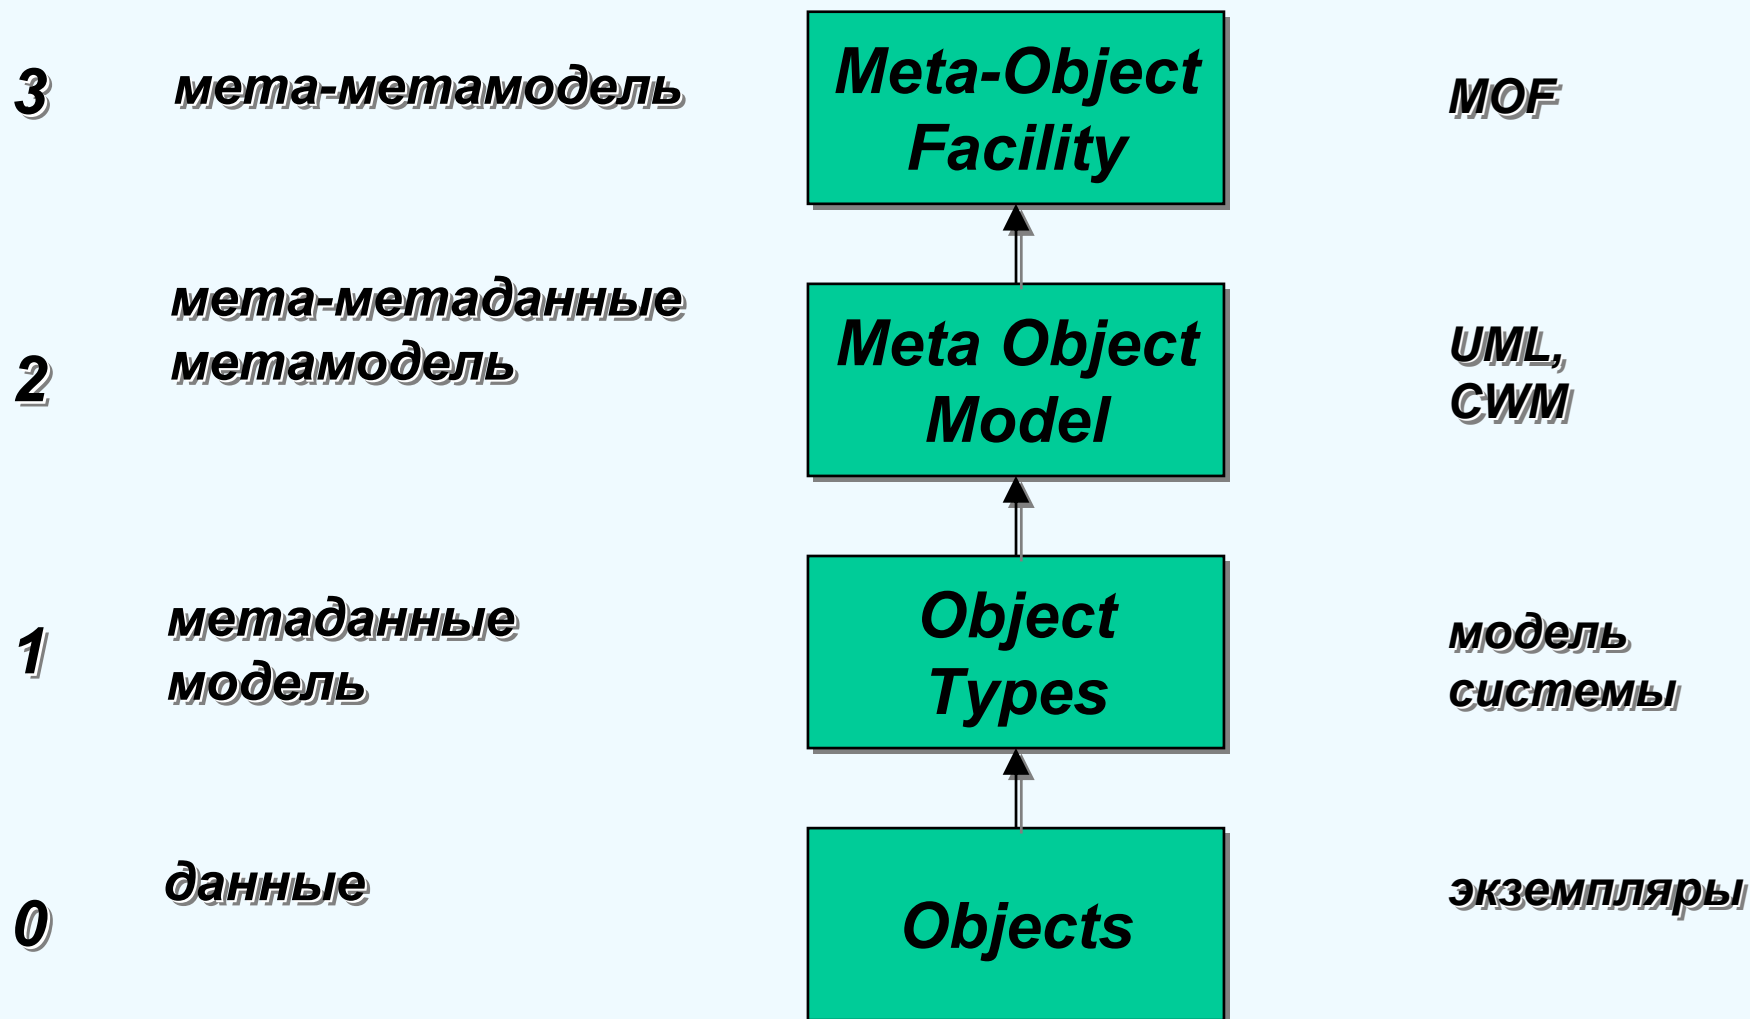 3
мета-метамодель
Meta-Object
Facility
MOF
2
мета-метаданные
метамодель
Meta Object
Model
UML,
CWM
1
метаданные
модель
Object
Types
модель
системы
0
данные
Objects
экземпляры